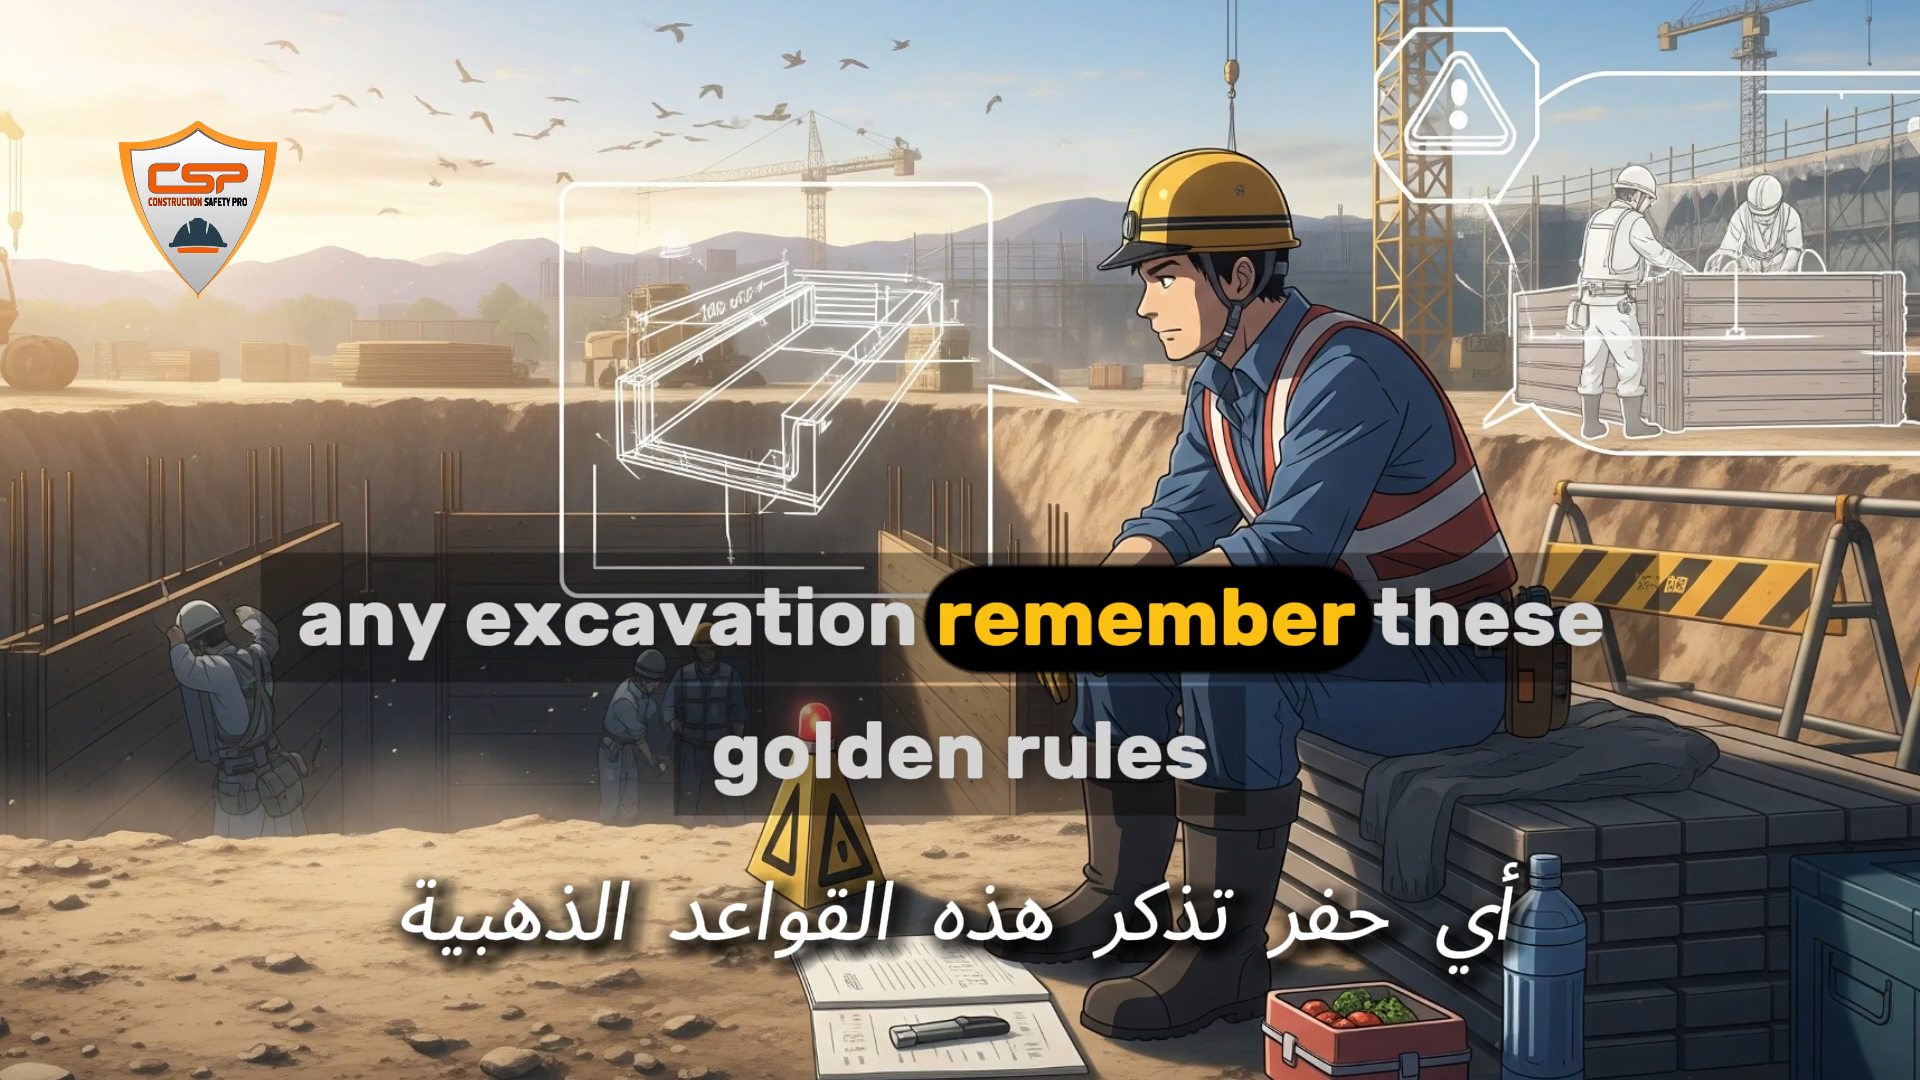 CSP
CONSTRUCTION SAFETY PRO
any excavation remember these
golden rules
أي حفر تذكر هذه القواعد الذهبية